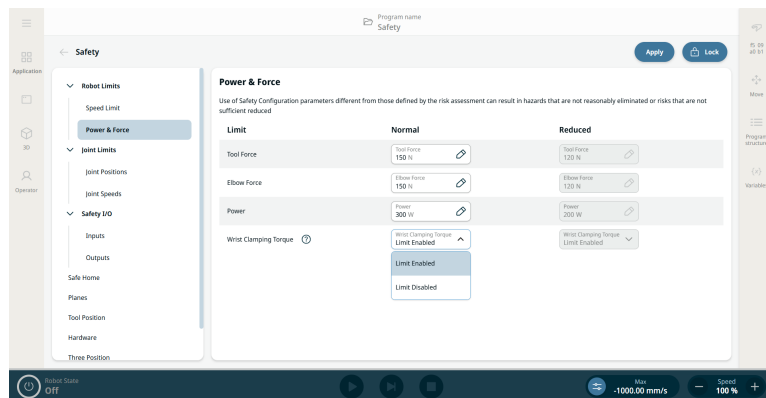 Program name
Safety
f5 06
a0 b1
Safety
Apply
Lock
Application
3D
Operator
Move
Program
structure
Variables
Robot Limits
Speed Limit
Power & Force
Joint Limits
Joint Positions
Joint Speeds
Safety I/O
Inputs
Outputs
Safe Home
Planes
Tool Position
Hardware
Three Position
Power & Force
Use of Safety Configuration parameters different from those defined by the risk assessment can result in hazards that are not reasonably eliminated or risks that are not
sufficient reduced
Limit Normal Reduced
Tool Force
Tool Force
150 N
Tool Force
120 N
Elbow Force
Elbow Force
150 N
Elbow Force
120 N
Power
Power
300 W
Power
200 W
Wrist Clamping Torque ?
Wrist Clamping Torque
Limit Enabled
Wrist Clamping Torque
Limit Enabled
Limit Enabled
Limit Disabled
Robot State
Off
Max
-1000.00 mm/s
Speed
100 %